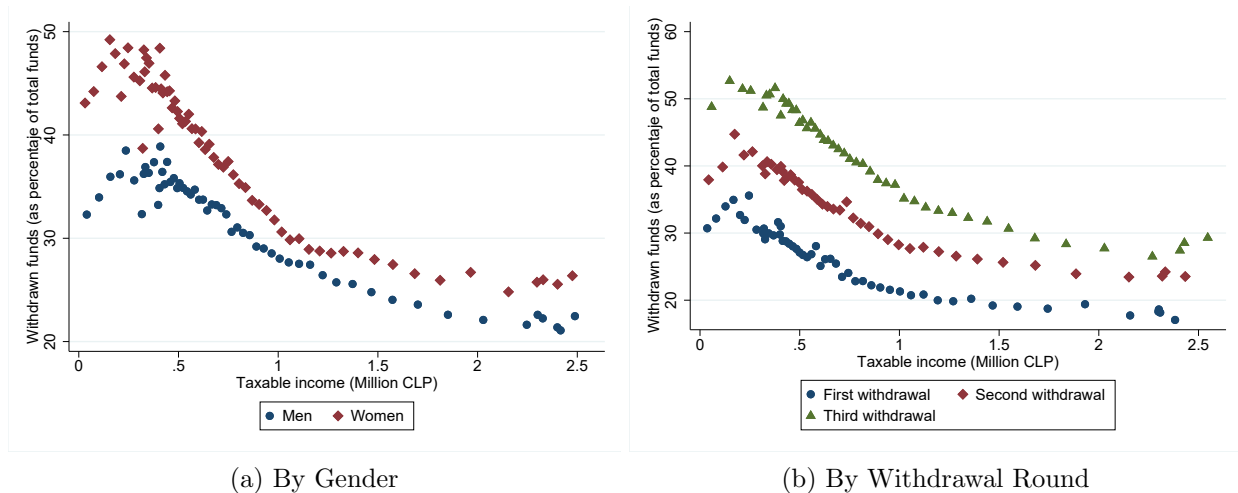 Withdrawn funds (as percentaje of total funds)
50
40
30
20
0
.5
1
1.5
2
2.5
Taxable income (Million CLP)
Men
Women
(a) By Gender
Withdrawn funds (as percentaje of total funds)
60
50
40
30
20
0
.5
1
1.5
2
2.5
Taxable income (Million CLP)
First withdrawal
Second withdrawal
Third withdrawal
(b) By Withdrawal Round